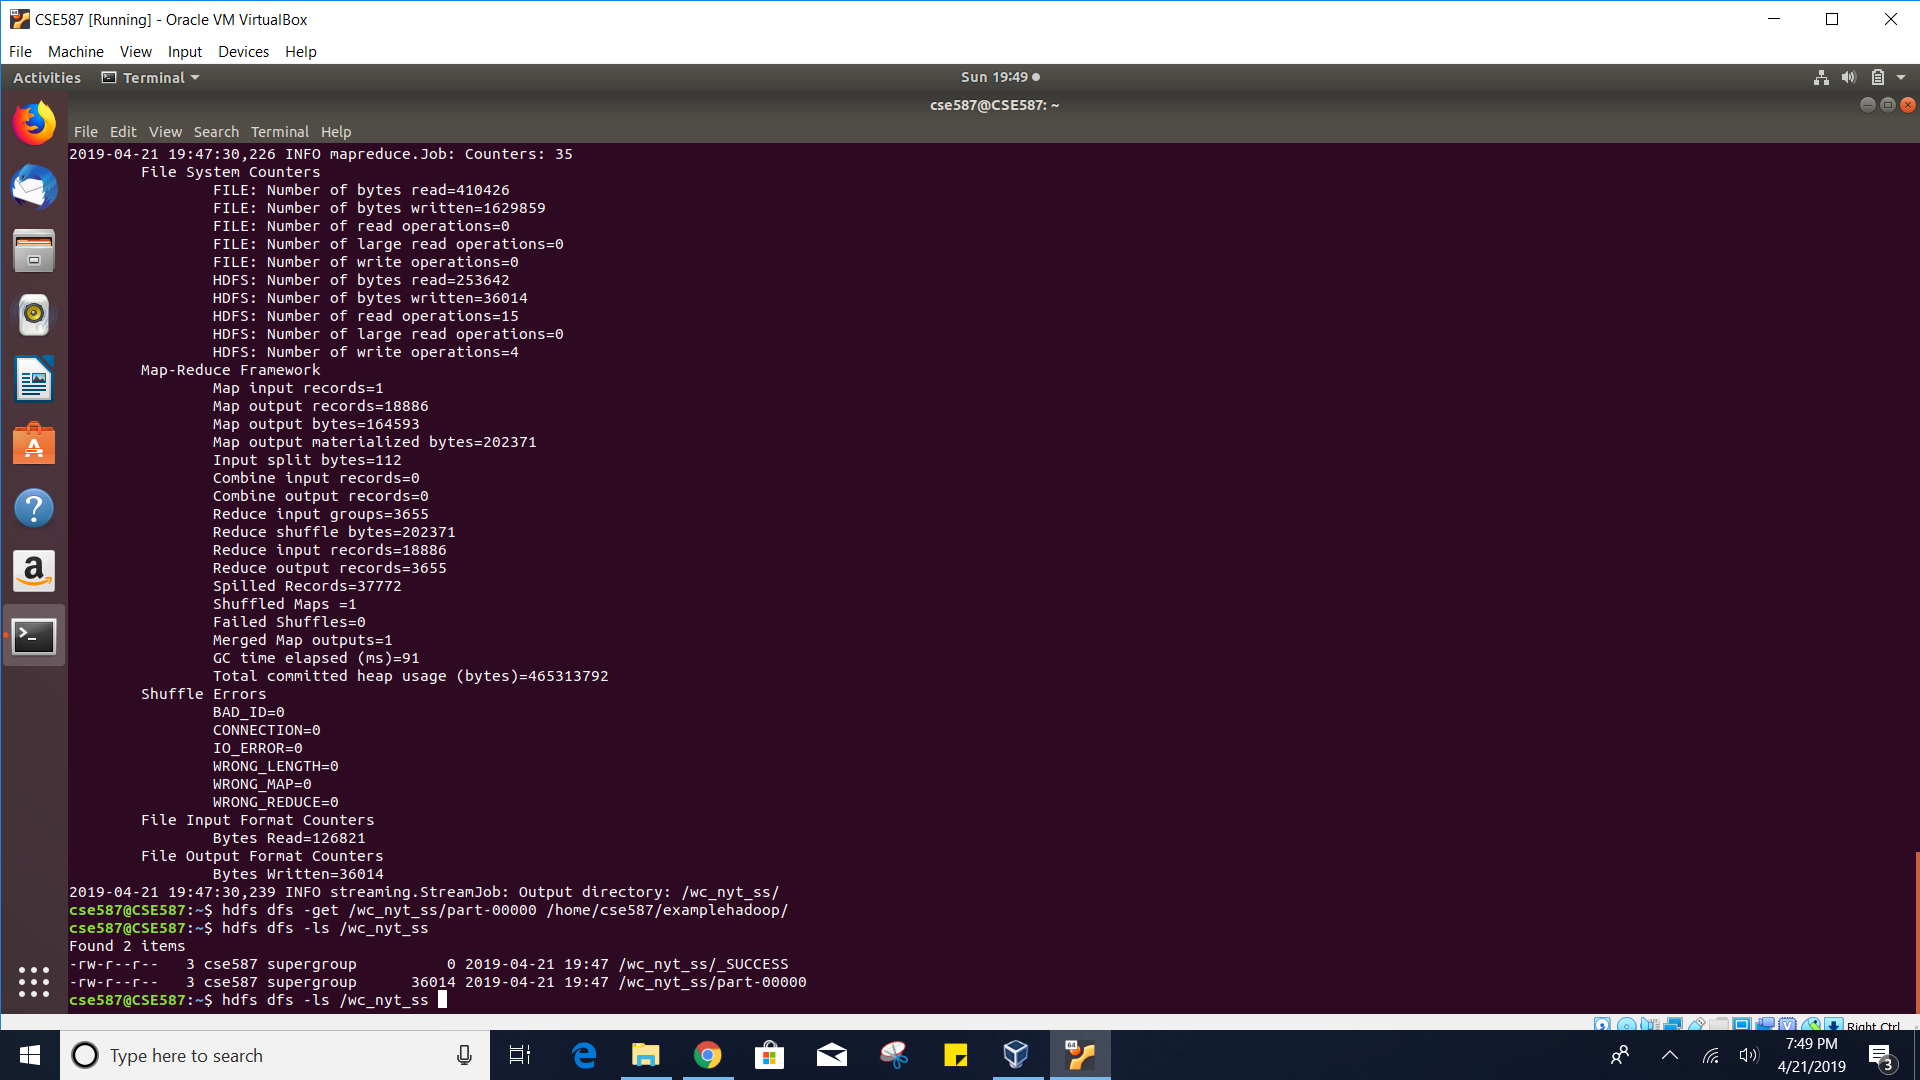 CSE587 [Running] - Oracle VM VirtualBox
File Machine View Input Devices Help
Activities Terminal Sun 19:49
cse587@CSE587: ~
File Edit View Search Terminal Help
2019-04-21 19:47:30,226 INFO mapreduce.Job: Counters: 35
File System Counters
FILE: Number of bytes read=410426
FILE: Number of bytes written=1629859
FILE: Number of read operations=0
FILE: Number of large read operations=0
FILE: Number of write operations=0
HDFS: Number of bytes read=253642
HDFS: Number of bytes written=36014
HDFS: Number of read operations=15
HDFS: Number of large read operations=0
HDFS: Number of write operations=4
Map-Reduce Framework
Map input records=1
Map output records=18886
Map output bytes=164593
Map output materialized bytes=202371
Input split bytes=112
Combine input records=0
Combine output records=0
Reduce input groups=3655
Reduce shuffle bytes=202371
Reduce input records=18886
Reduce output records=3655
Spilled Records=37772
Shuffled Maps =1
Failed Shuffles=0
Merged Map outputs=1
GC time elapsed (ms)=91
Total committed heap usage (bytes)=465313792
Shuffle Errors
BAD_ID=0
CONNECTION=0
IO_ERROR=0
WRONG_LENGTH=0
WRONG_MAP=0
WRONG_REDUCE=0
File Input Format Counters
Bytes Read=126821
File Output Format Counters
Bytes Written=36014
2019-04-21 19:47:30,239 INFO streaming.StreamJob: Output directory: /wc_nyt_ss/
cse587@CSE587:~$ hdfs dfs -get /wc_nyt_ss/part-00000 /home/cse587/examplehadoop/
cse587@CSE587:~$ hdfs dfs -ls /wc_nyt_ss
Found 2 items
-rw-r--r--   3 cse587 supergroup          0 2019-04-21 19:47 /wc_nyt_ss/_SUCCESS
-rw-r--r--   3 cse587 supergroup      36014 2019-04-21 19:47 /wc_nyt_ss/part-00000
cse587@CSE587:~$ hdfs dfs -ls /wc_nyt_ss
Right Ctrl
Type here to search
7:49 PM
4/21/2019
3